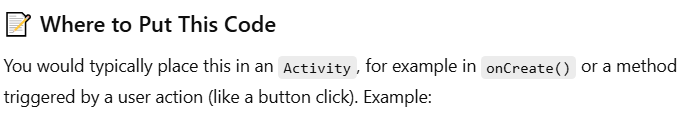 📝 Where to Put This Code
You would typically place this in an Activity, for example in onCreate() or a method
triggered by a user action (like a button click). Example: